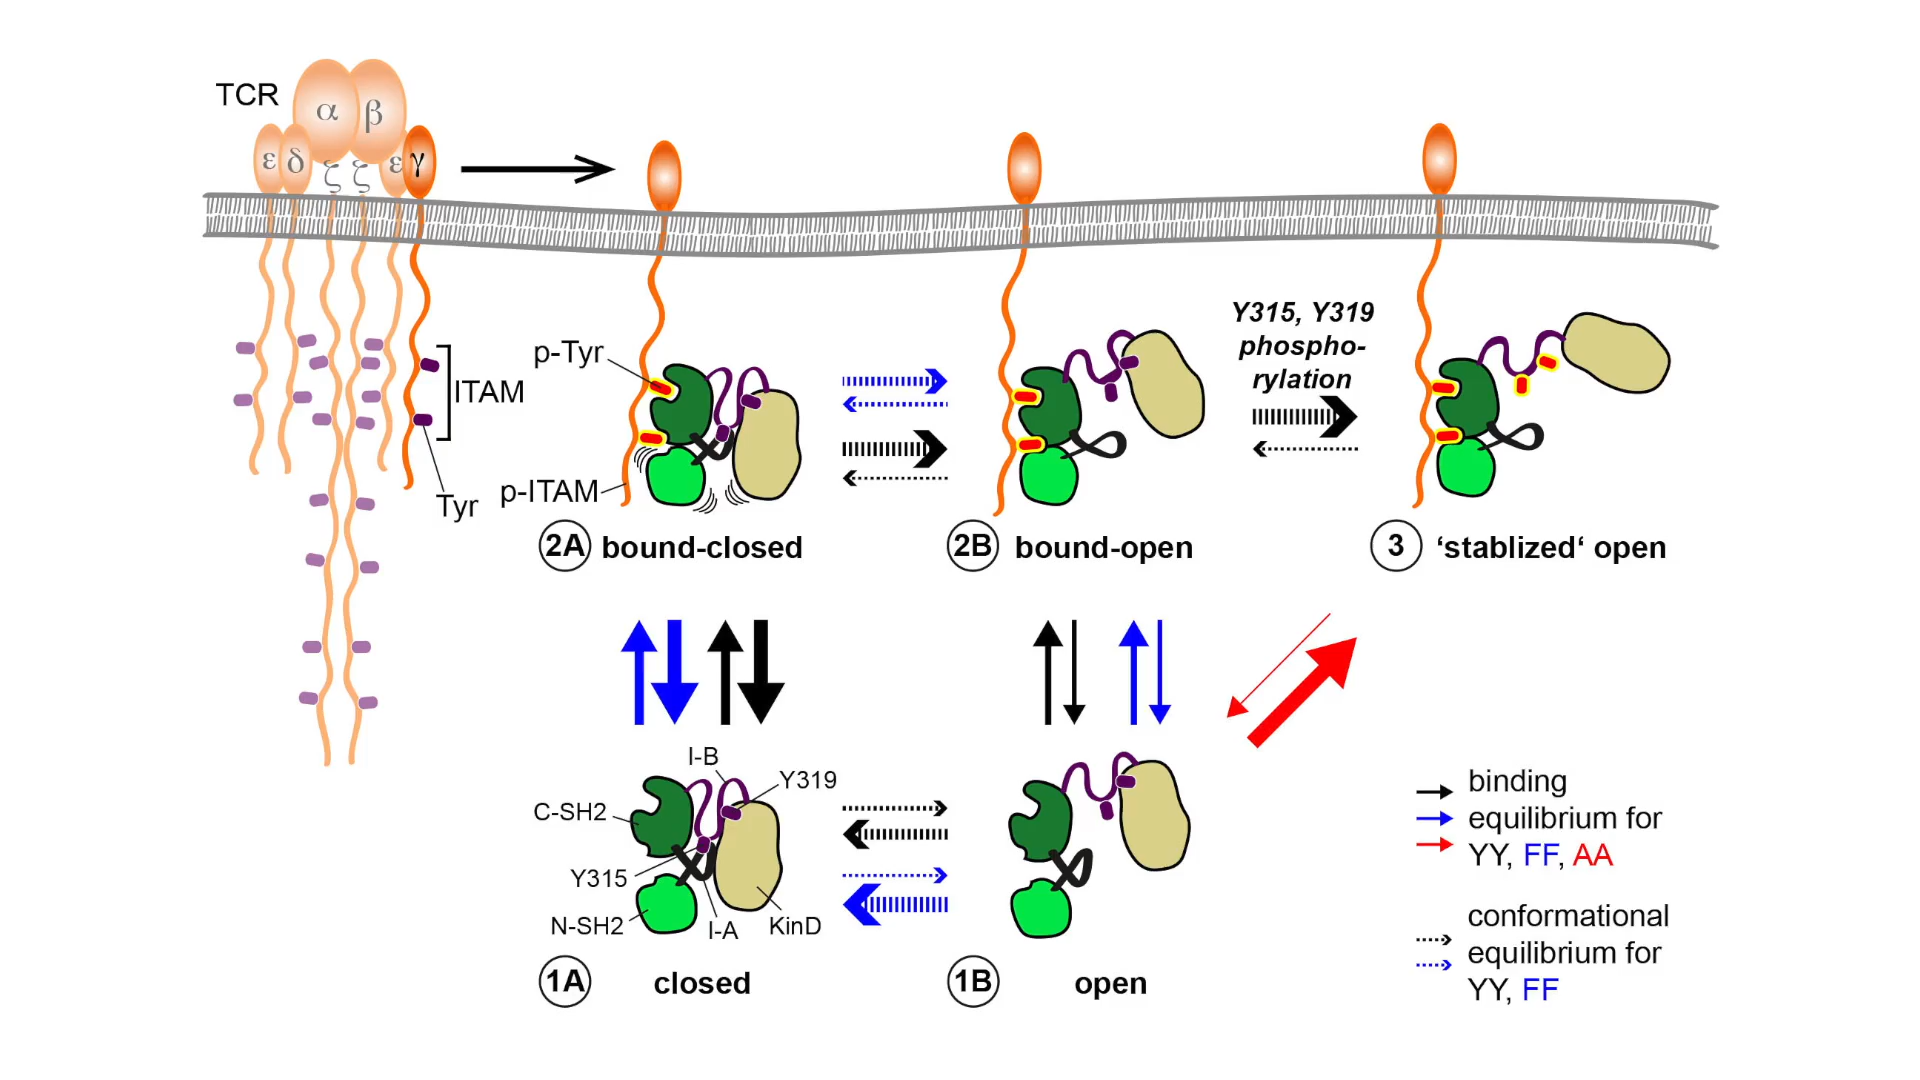 TCR
α
β
ε
δ
ζ
ζ
ε
γ
ITAM
Tyr
p-Tyr
p-ITAM
Y315, Y319
phospho-
rylation
2A bound-closed
2B bound-open
3 ‘stablized‘ open
I-B
Y319
C-SH2
Y315
N-SH2
I-A
KinD
1A closed
1B open
binding
equilibrium for
YY, FF, AA
conformational
equilibrium for
YY, FF